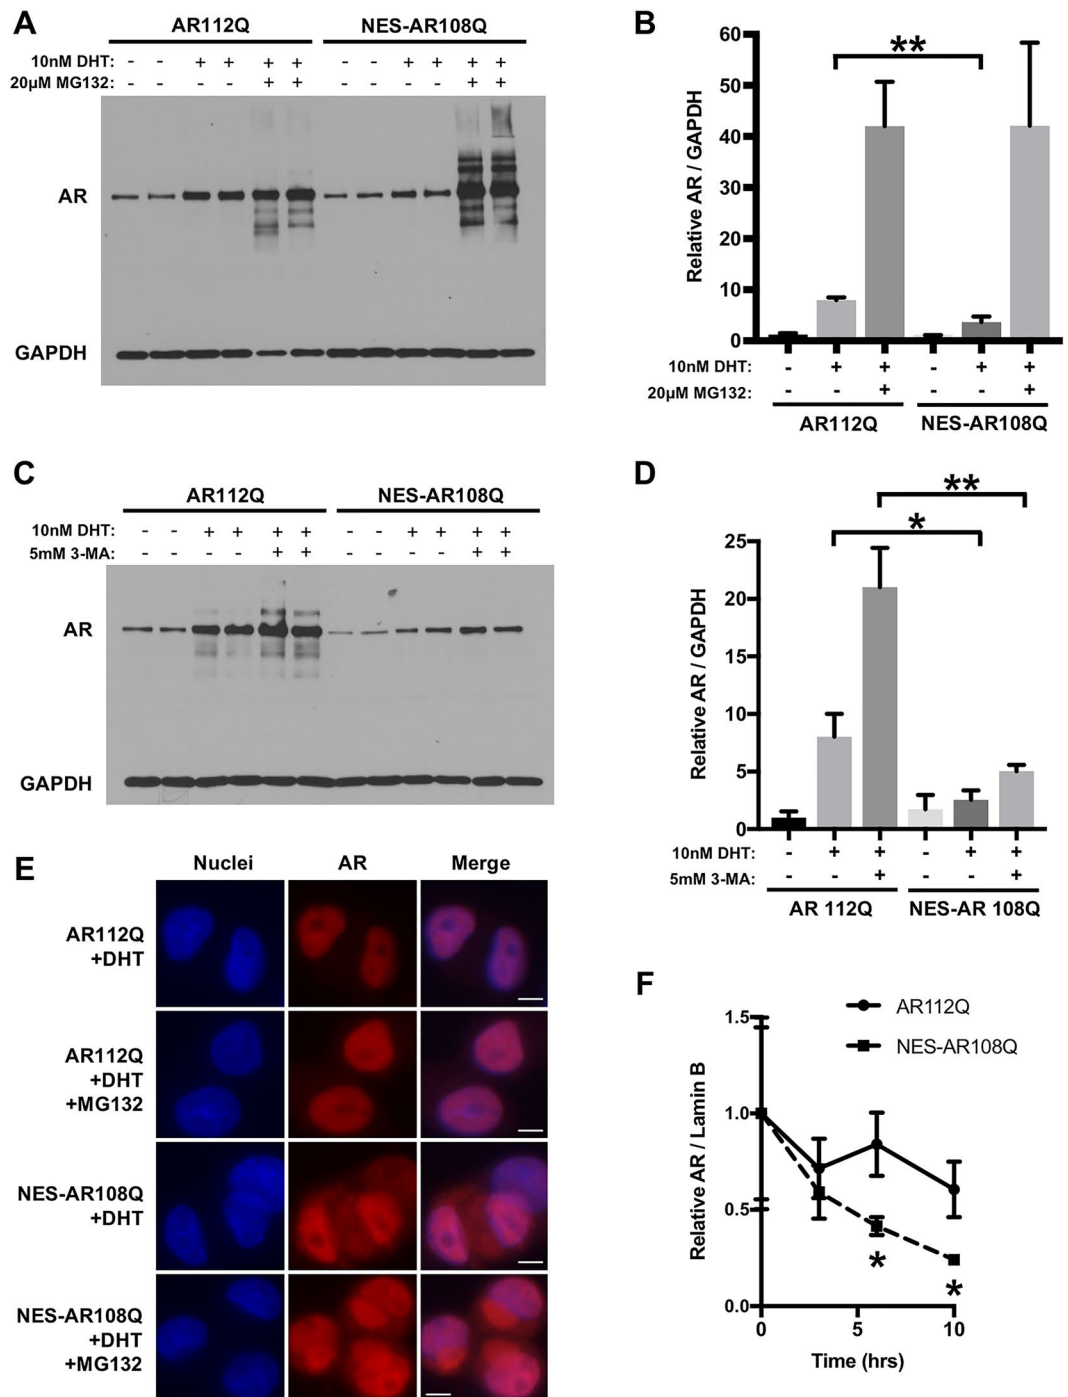 A
AR112Q NES-AR108Q
10nM DHT: - - + + + + - - + + + +
20µM MG132: - - - - + + - - - - + +
AR
GAPDH
B
**
Relative AR / GAPDH
60
50
40
30
20
10
0
10nM DHT: - + + - + +
20µM MG132: - - + - - +
AR112Q NES-AR108Q
C
AR112Q NES-AR108Q
10nM DHT: - - + + + + - - + + + +
5mM 3-MA: - - - - + + - - - - + +
AR
GAPDH
D
**
*
Relative AR / GAPDH
25
20
15
10
5
0
10nM DHT: - + + - + +
5mM 3-MA: - - + - - +
AR 112Q NES-AR 108Q
E
Nuclei AR Merge
AR112Q
+DHT
AR112Q
+DHT
+MG132
NES-AR108Q
+DHT
NES-AR108Q
+DHT
+MG132
F
AR112Q
NES-AR108Q
Relative AR / Lamin B
1.5
1.0
0.5
0.0
*
*
0 5 10
Time (hrs)